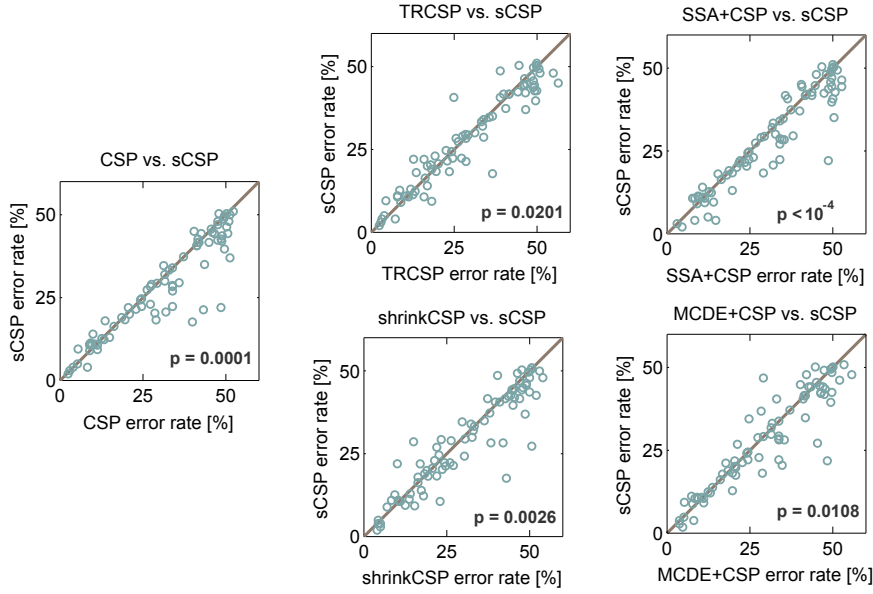 CSP vs. sCSP
sCSP error rate [%]
50
25
0
0
25
50
p = 0.0001
CSP error rate [%]
TRCSP vs. sCSP
sCSP error rate [%]
50
25
0
0
25
50
p = 0.0201
TRCSP error rate [%]
SSA+CSP vs. sCSP
sCSP error rate [%]
50
25
0
0
25
50
p < 10⁻⁴
SSA+CSP error rate [%]
shrinkCSP vs. sCSP
sCSP error rate [%]
50
25
0
0
25
50
p = 0.0026
shrinkCSP error rate [%]
MCDE+CSP vs. sCSP
sCSP error rate [%]
50
25
0
0
25
50
p = 0.0108
MCDE+CSP error rate [%]